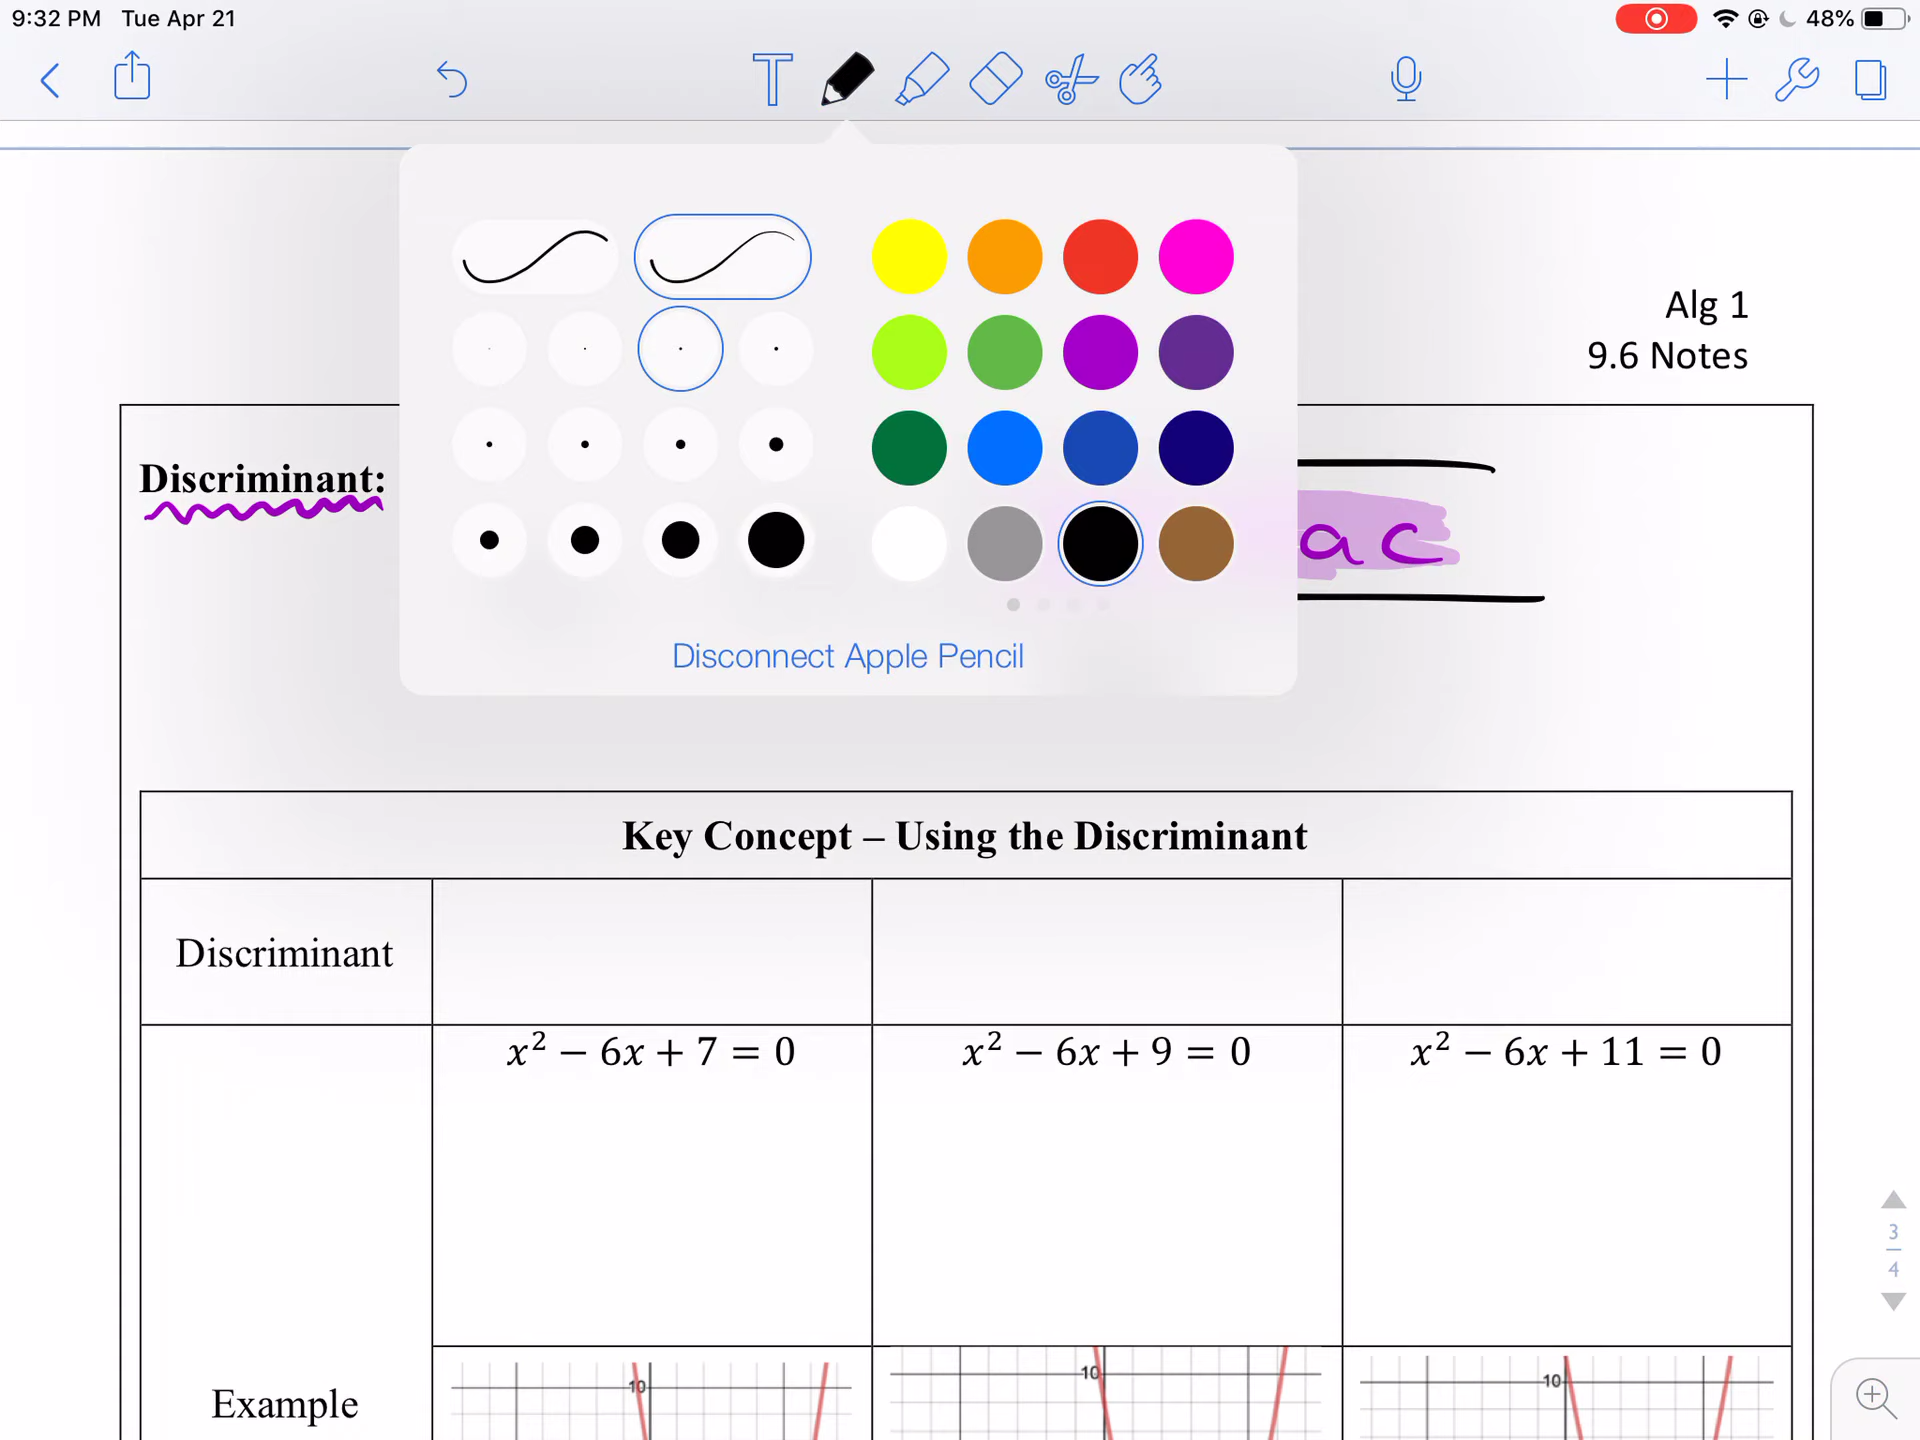 9:32 PM Tue Apr 21
48%
T
Alg 1
9.6 Notes
Discriminant:
ac
Disconnect Apple Pencil
Key Concept – Using the Discriminant
Discriminant
x² − 6x + 7 = 0
x² − 6x + 9 = 0
x² − 6x + 11 = 0
3
4
10
10
10
Example